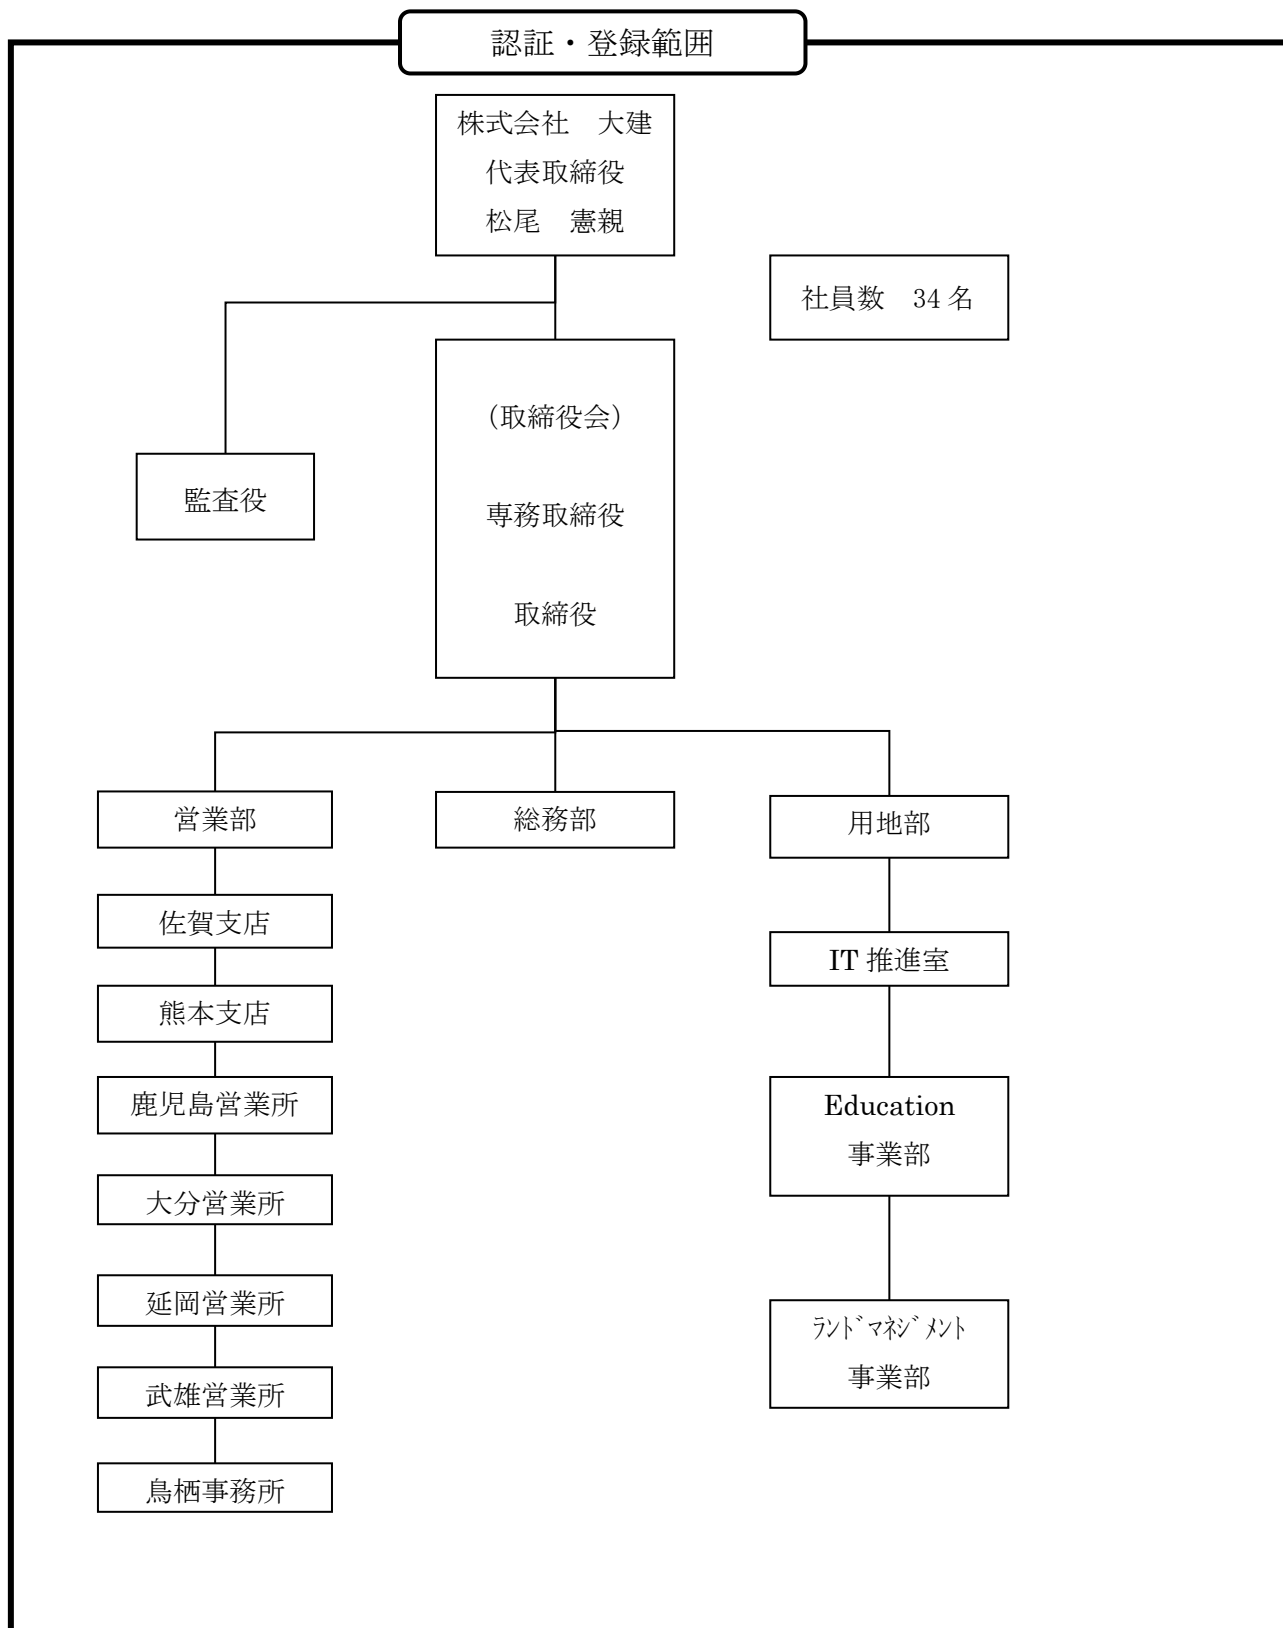 認証・登録範囲
株式会社　大建
代表取締役
松尾　憲親
社員数　34 名
（取締役会）
専務取締役
取締役
監査役
営業部
佐賀支店
熊本支店
鹿児島営業所
大分営業所
延岡営業所
武雄営業所
鳥栖事務所
総務部
用地部
IT 推進室
Education
事業部
ﾗﾝﾄﾞﾏﾈｼﾞﾒﾝﾄ
事業部